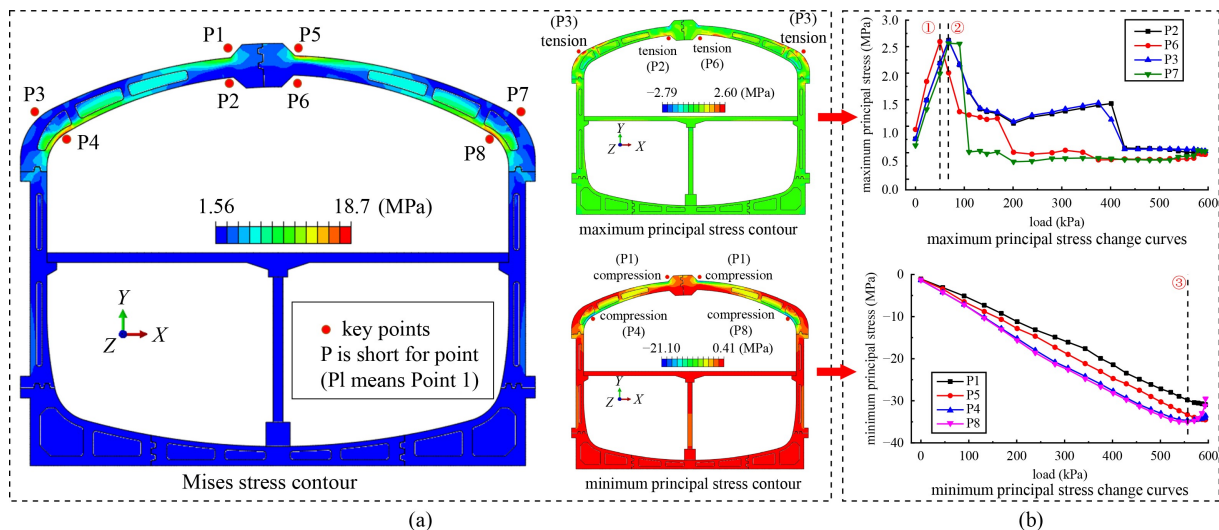 (a)
P1
P5
P2
P6
P3
P7
P4
P8
1.56
18.7 (MPa)
Y
Z
X
key points
P is short for point
(Pl means Point 1)
Mises stress contour
(P3)
tension
(P3)
tension
tension
(P2)
tension
(P6)
−2.79
2.60 (MPa)
Y
Z
X
maximum principal stress contour
(P1)
compression
(P1)
compression
compression
(P4)
compression
(P8)
−21.10
0.41 (MPa)
Y
Z
X
minimum principal stress contour
(b)
maximum principal stress (MPa)
3.0
2.5
2.0
1.5
1.0
0.5
0.0
① ②
P2
P6
P3
P7
0 100 200 300 400 500 600
load (kPa)
maximum principal stress change curves
minimum principal stress (MPa)
0
−10
−20
−30
−40
③
P1
P5
P4
P8
0 100 200 300 400 500 600
load (kPa)
minimum principal stress change curves
(a)
(b)